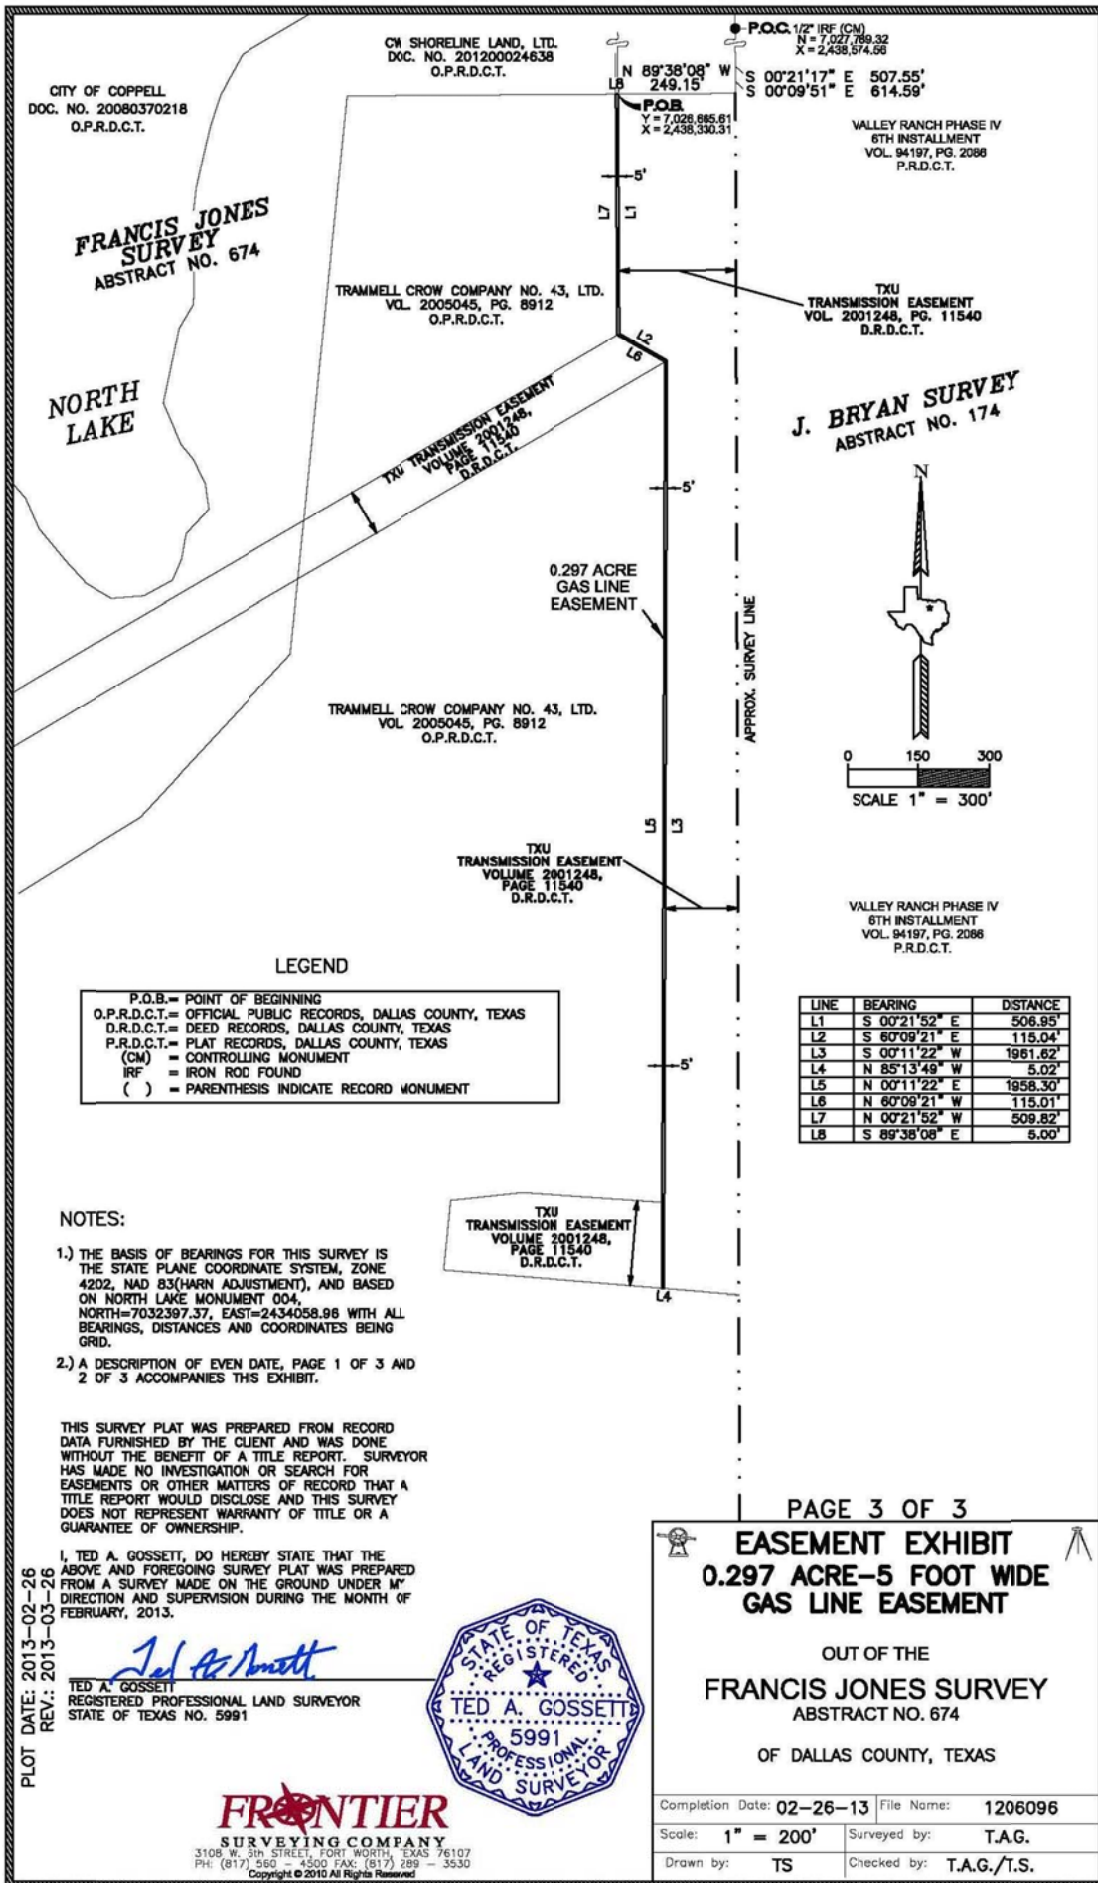 P.O.C. 1/2" IRF (CM)
N = 7,027,789.32
X = 2,438,574.56
CW SHORELINE LAND, LTD.
DOC. NO. 201200024638
O.P.R.D.C.T.
N 89°38'08" W
249.15'
L8
S 00°21'17" E 507.55'
S 00°09'51" E 614.59'
CITY OF COPPELL
DOC. NO. 20080370218
O.P.R.D.C.T.
P.O.B.
Y = 7,026,665.61
X = 2,438,330.31
VALLEY RANCH PHASE IV
6TH INSTALLMENT
VOL. 94197, PG. 2086
P.R.D.C.T.
5'
L7
L1
FRANCIS JONES
SURVEY
ABSTRACT NO. 674
TRAMMELL CROW COMPANY NO. 43, LTD.
VOL. 2005045, PG. 8912
O.P.R.D.C.T.
TXU
TRANSMISSION EASEMENT
VOL. 2001248, PG. 11540
D.R.D.C.T.
L2
L6
NORTH
LAKE
TXU TRANSMISSION EASEMENT
VOLUME 2001248,
PAGE 11540
D.R.D.C.T.
J. BRYAN SURVEY
ABSTRACT NO. 174
N
5'
0.297 ACRE
GAS LINE
EASEMENT
APPROX. SURVEY LINE
TRAMMELL CROW COMPANY NO. 43, LTD.
VOL 2005045, PG. 8912
O.P.R.D.C.T.
0 150 300
SCALE 1" = 300'
L5
L3
TXU
TRANSMISSION EASEMENT
VOLUME 2001248,
PAGE 11540
D.R.D.C.T.
VALLEY RANCH PHASE IV
6TH INSTALLMENT
VOL. 94197, PG. 2086
P.R.D.C.T.
LEGEND
P.O.B.= POINT OF BEGINNING
O.P.R.D.C.T.= OFFICIAL PUBLIC RECORDS, DALLAS COUNTY, TEXAS
D.R.D.C.T.= DEED RECORDS, DALLAS COUNTY, TEXAS
P.R.D.C.T.= PLAT RECORDS, DALLAS COUNTY, TEXAS
(CM) = CONTROLLING MONUMENT
IRF = IRON ROD FOUND
( ) = PARENTHESIS INDICATE RECORD MONUMENT
LINE BEARING DISTANCE
L1 S 00°21'52" E 506.95'
L2 S 60°09'21" E 115.04'
L3 S 00°11'22" W 1961.62'
L4 N 85°13'49" W 5.02'
L5 N 00°11'22" E 1958.30'
L6 N 60°09'21" W 115.01'
L7 N 00°21'52" W 509.82'
L8 S 89°38'08" E 5.00'
5'
TXU
TRANSMISSION EASEMENT
VOLUME 2001248,
PAGE 11540
D.R.D.C.T.
L4
NOTES:
1.) THE BASIS OF BEARINGS FOR THIS SURVEY IS
THE STATE PLANE COORDINATE SYSTEM, ZONE
4202, NAD 83(HARN ADJUSTMENT), AND BASED
ON NORTH LAKE MONUMENT 004,
NORTH=7032397.37, EAST=2434058.96 WITH ALL
BEARINGS, DISTANCES AND COORDINATES BEING
GRID.
2.) A DESCRIPTION OF EVEN DATE, PAGE 1 OF 3 AND
2 OF 3 ACCOMPANIES THIS EXHIBIT.
THIS SURVEY PLAT WAS PREPARED FROM RECORD
DATA FURNISHED BY THE CLIENT AND WAS DONE
WITHOUT THE BENEFIT OF A TITLE REPORT. SURVEYOR
HAS MADE NO INVESTIGATION OR SEARCH FOR
EASEMENTS OR OTHER MATTERS OF RECORD THAT A
TITLE REPORT WOULD DISCLOSE AND THIS SURVEY
DOES NOT REPRESENT WARRANTY OF TITLE OR A
GUARANTEE OF OWNERSHIP.
I, TED A. GOSSETT, DO HEREBY STATE THAT THE
ABOVE AND FOREGOING SURVEY PLAT WAS PREPARED
FROM A SURVEY MADE ON THE GROUND UNDER MY
DIRECTION AND SUPERVISION DURING THE MONTH OF
FEBRUARY, 2013.
Ted A. Gossett
TED A. GOSSETT
REGISTERED PROFESSIONAL LAND SURVEYOR
STATE OF TEXAS NO. 5991
PLOT DATE: 2013-02-26
REV.: 2013-03-26
STATE OF TEXAS
REGISTERED
TED A. GOSSETT
5991
PROFESSIONAL
LAND SURVEYOR
FRONTIER
SURVEYING COMPANY
3108 W. 6th STREET, FORT WORTH, TEXAS 76107
PH: (817) 560 - 4500 FAX: (817) 289 - 3530
Copyright © 2010 All Rights Reserved
PAGE 3 OF 3
EASEMENT EXHIBIT
0.297 ACRE-5 FOOT WIDE
GAS LINE EASEMENT
OUT OF THE
FRANCIS JONES SURVEY
ABSTRACT NO. 674
OF DALLAS COUNTY, TEXAS
Completion Date: 02-26-13 File Name: 1206096
Scale: 1" = 200' Surveyed by: T.A.G.
Drawn by: TS Checked by: T.A.G./T.S.